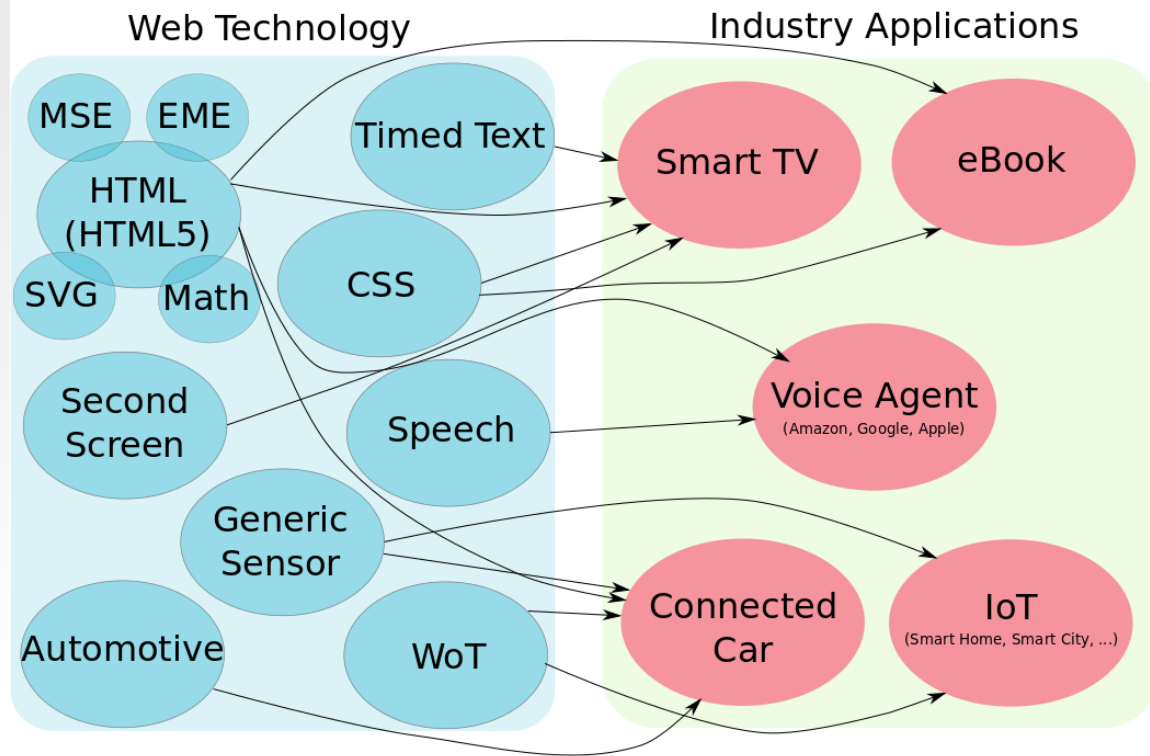 Web Technology
Industry Applications
MSE
EME
HTML
(HTML5)
SVG
Math
Timed Text
CSS
Second
Screen
Speech
Generic
Sensor
Automotive
WoT
Smart TV
eBook
Voice Agent
(Amazon, Google, Apple)
Connected
Car
IoT
(Smart Home, Smart City, ...)